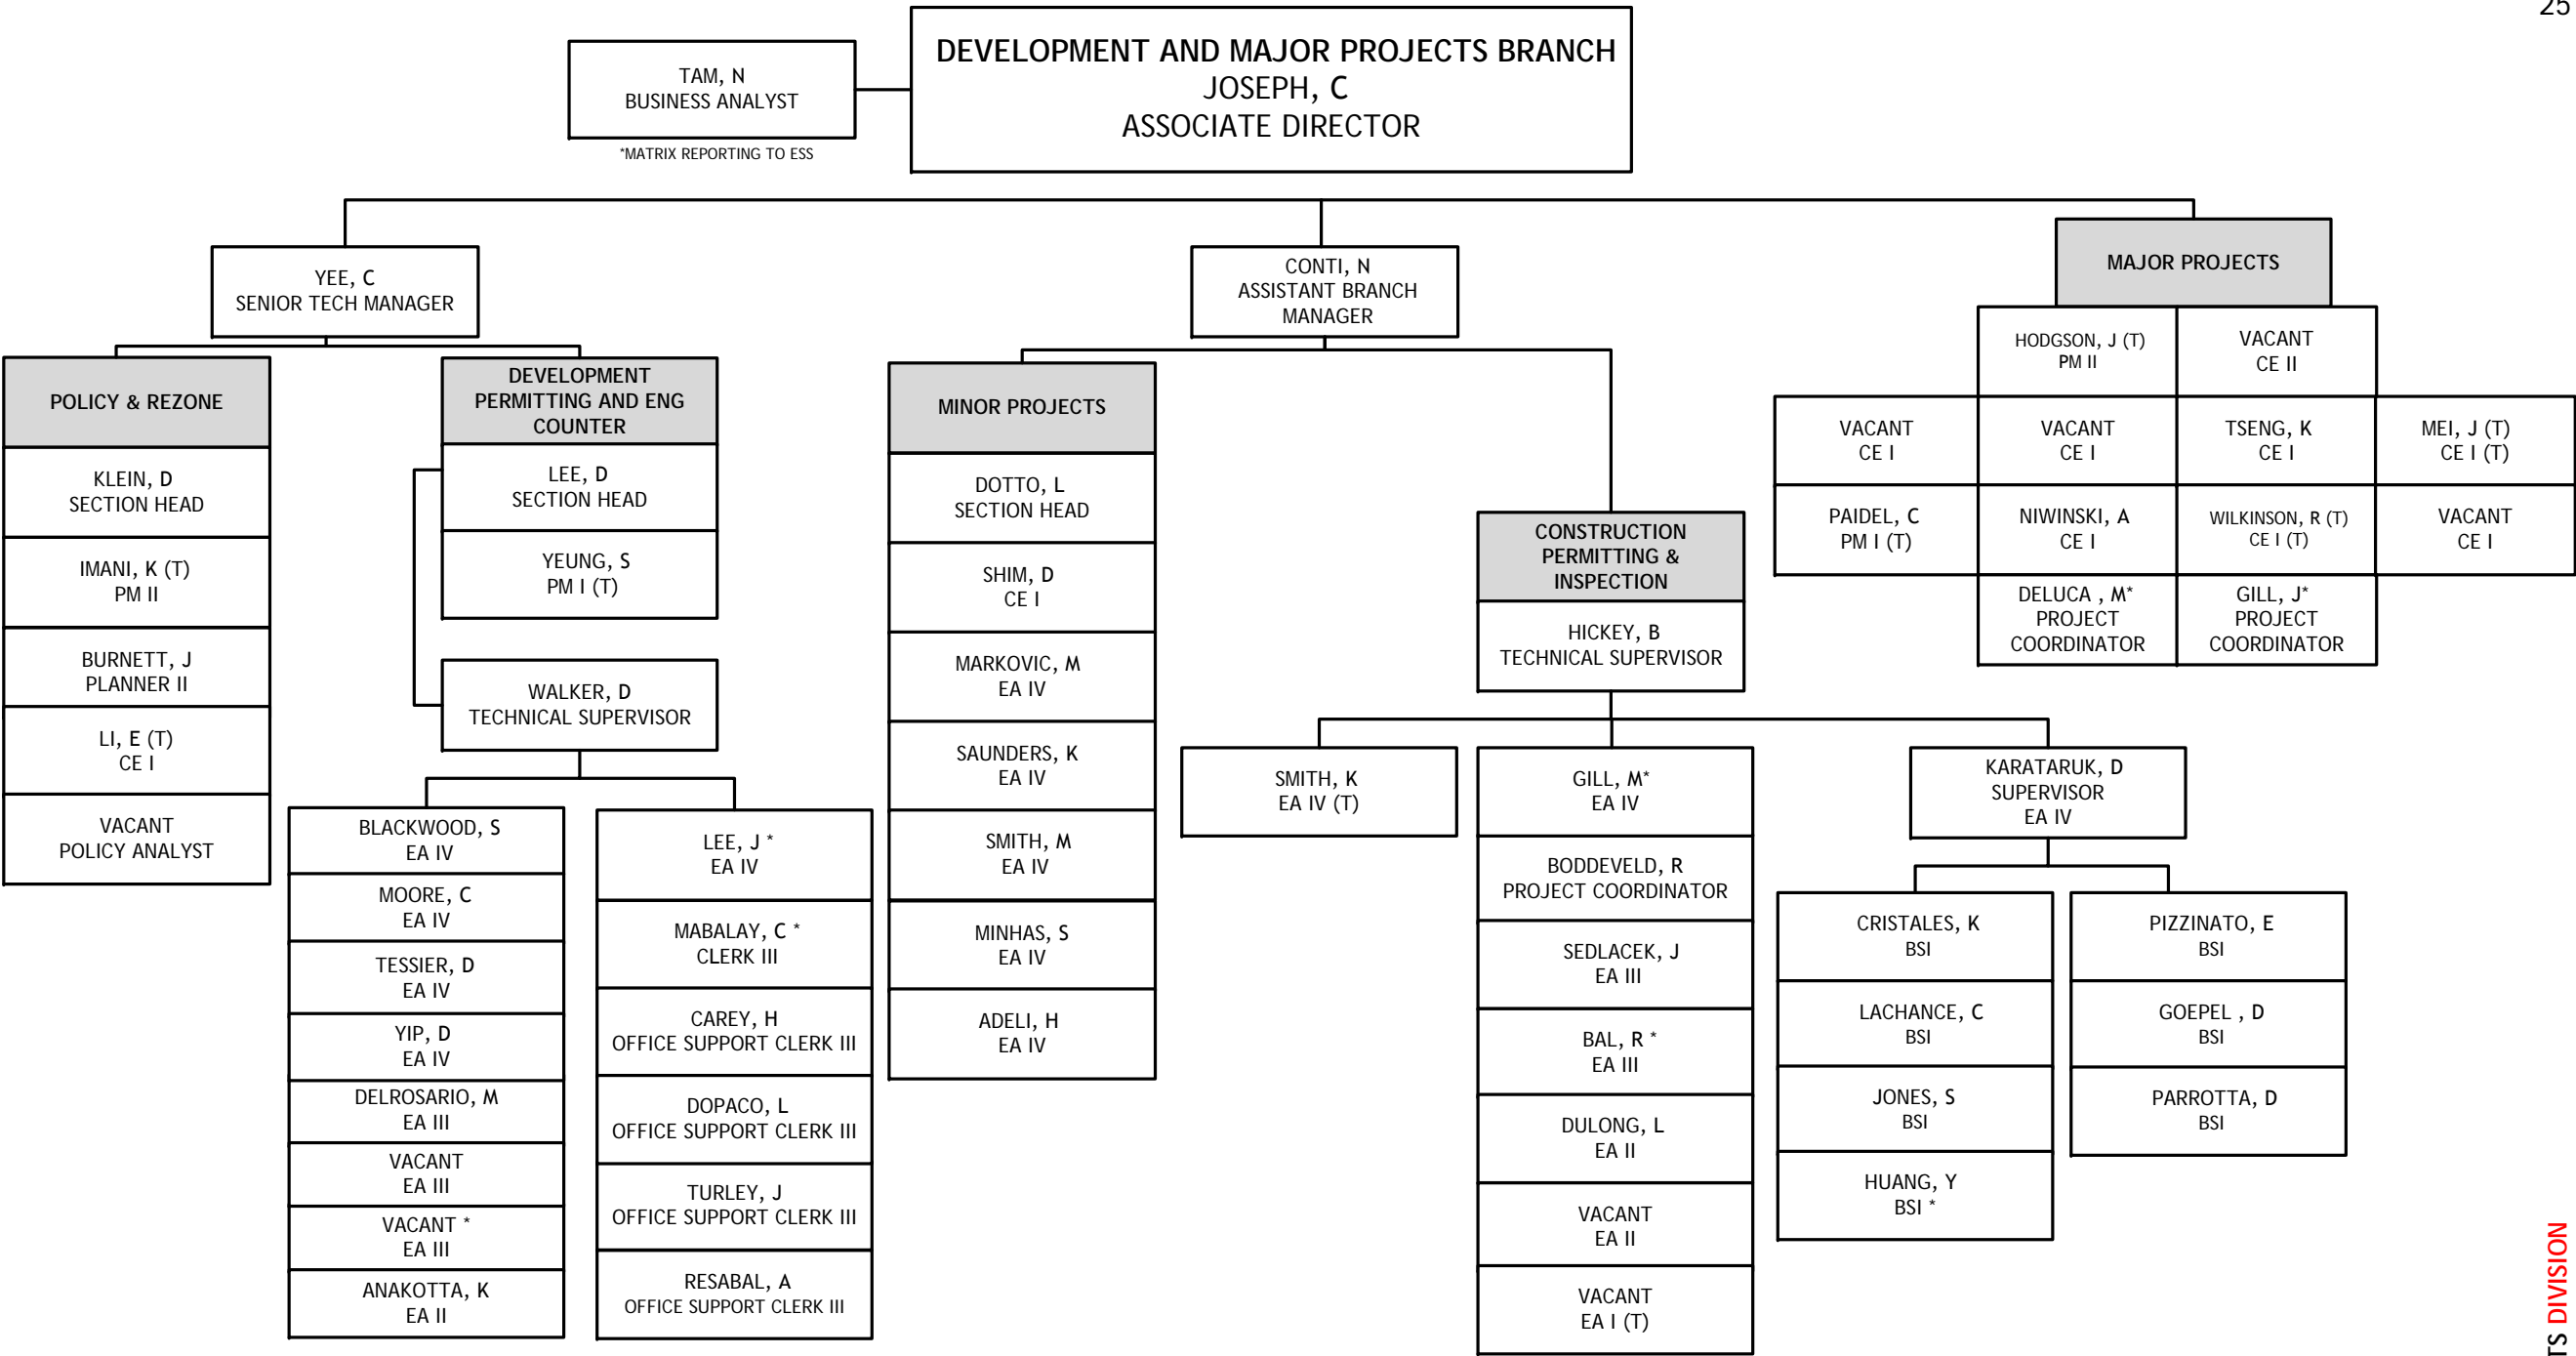 25
DEVELOPMENT AND MAJOR PROJECTS BRANCH
JOSEPH, C
ASSOCIATE DIRECTOR
TAM, N
BUSINESS ANALYST
*MATRIX REPORTING TO ESS
YEE, C
SENIOR TECH MANAGER
POLICY & REZONE
KLEIN, D
SECTION HEAD
IMANI, K (T)
PM II
BURNETT, J
PLANNER II
LI, E (T)
CE I
VACANT
POLICY ANALYST
DEVELOPMENT
PERMITTING AND ENG
COUNTER
LEE, D
SECTION HEAD
YEUNG, S
PM I (T)
WALKER, D
TECHNICAL SUPERVISOR
BLACKWOOD, S
EA IV
MOORE, C
EA IV
TESSIER, D
EA IV
YIP, D
EA IV
DELROSARIO, M
EA III
VACANT
EA III
VACANT *
EA III
ANAKOTTA, K
EA II
LEE, J *
EA IV
MABALAY, C *
CLERK III
CAREY, H
OFFICE SUPPORT CLERK III
DOPACO, L
OFFICE SUPPORT CLERK III
TURLEY, J
OFFICE SUPPORT CLERK III
RESABAL, A
OFFICE SUPPORT CLERK III
CONTI, N
ASSISTANT BRANCH
MANAGER
MINOR PROJECTS
DOTTO, L
SECTION HEAD
SHIM, D
CE I
MARKOVIC, M
EA IV
SAUNDERS, K
EA IV
SMITH, M
EA IV
MINHAS, S
EA IV
ADELI, H
EA IV
CONSTRUCTION
PERMITTING &
INSPECTION
HICKEY, B
TECHNICAL SUPERVISOR
SMITH, K
EA IV (T)
GILL, M*
EA IV
BODDEVELD, R
PROJECT COORDINATOR
SEDLACEK, J
EA III
BAL, R *
EA III
DULONG, L
EA II
VACANT
EA II
VACANT
EA I (T)
KARATARUK, D
SUPERVISOR
EA IV
CRISTALES, K
BSI
LACHANCE, C
BSI
JONES, S
BSI
HUANG, Y
BSI *
PIZZINATO, E
BSI
GOEPEL , D
BSI
PARROTTA, D
BSI
MAJOR PROJECTS
HODGSON, J (T)
PM II
VACANT
CE II
VACANT
CE I
VACANT
CE I
TSENG, K
CE I
MEI, J (T)
CE I (T)
PAIDEL, C
PM I (T)
NIWINSKI, A
CE I
WILKINSON, R (T)
CE I (T)
VACANT
CE I
DELUCA , M*
PROJECT
COORDINATOR
GILL, J*
PROJECT
COORDINATOR
TS DIVISION